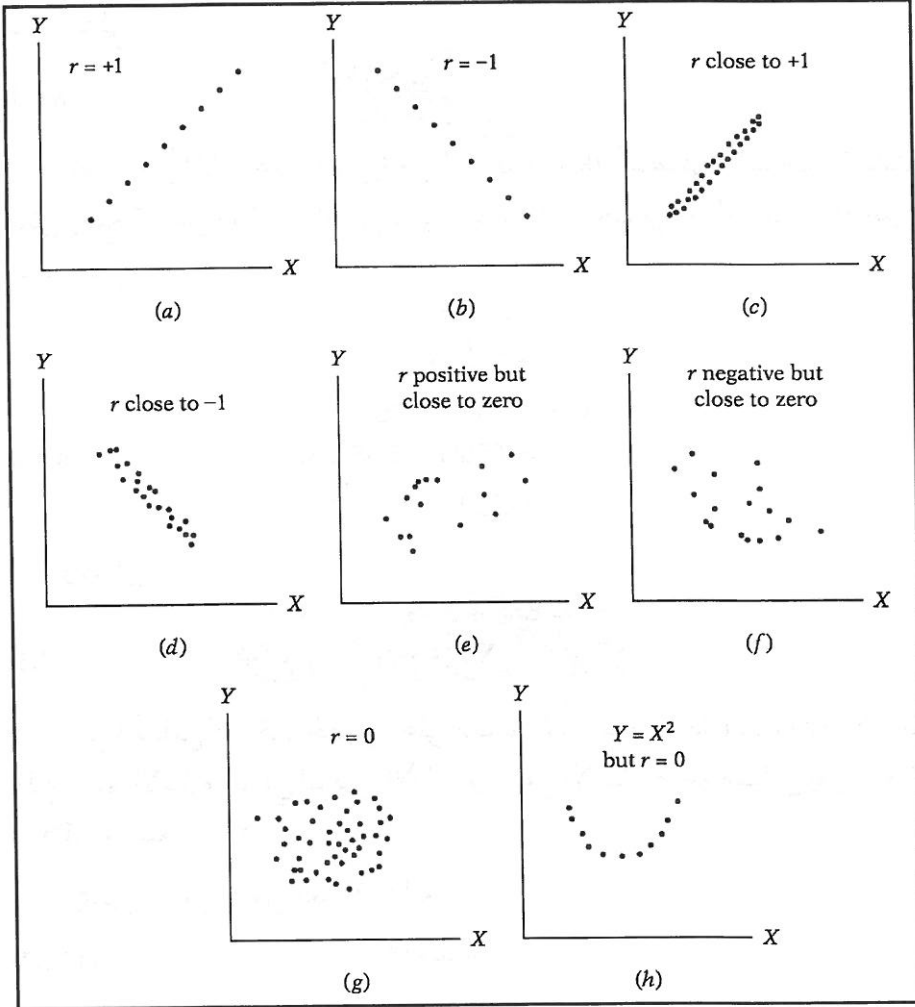 Y
r = +1
X
(a)
Y
r = −1
X
(b)
Y
r close to +1
X
(c)
Y
r close to −1
X
(d)
Y
r positive but
close to zero
X
(e)
Y
r negative but
close to zero
X
(f)
Y
r = 0
X
(g)
Y
Y = X²
but r = 0
X
(h)